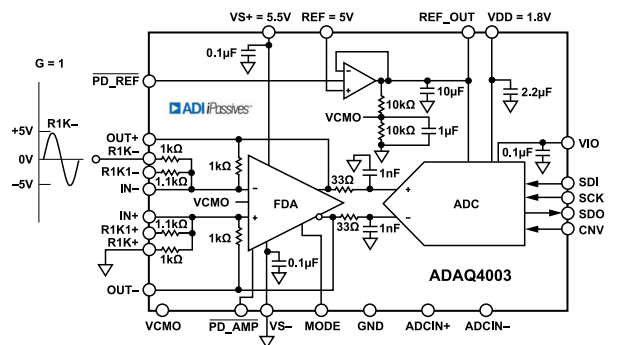 VS+ = 5.5V
REF = 5V
REF_OUT
VDD = 1.8V
0.1µF
G = 1
PD_REF
10µF
2.2µF
ADI iPassives™
10kΩ
VCMO
10kΩ
1µF
R1K–
+5V
0V
–5V
OUT+
R1K–
1kΩ
R1K1–
1.1kΩ
IN–
1kΩ
1nF
0.1µF
VIO
33Ω
VCMO
FDA
ADC
SDI
SCK
SDO
CNV
IN+
1.1kΩ
R1K1+
R1K+
1kΩ
1kΩ
33Ω
1nF
0.1µF
OUT–
ADAQ4003
VCMO
PD_AMP
VS–
MODE
GND
ADCIN+
ADCIN–